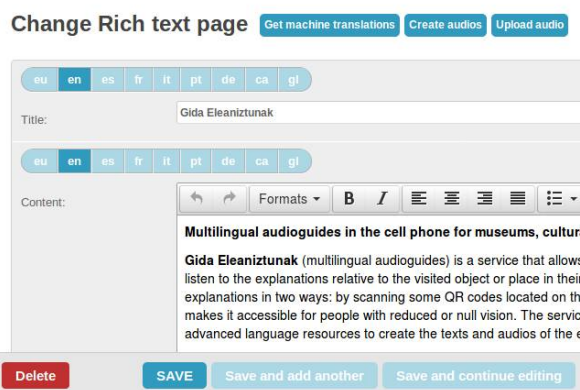 Change Rich text page Get machine translations Create audios Upload audio
eu en es fr it pt de ca gl
Title: Gida Eleaniztunak
eu en es fr it pt de ca gl
Content: Formats B I
Multilingual audioguides in the cell phone for museums,
Gida Eleaniztunak (multilingual audioguides) is a service that allows
listen to the explanations relative to the visited object or place in their
explanations in two ways: by scanning some QR codes located on
makes it accessible for people with reduced or null vision. The
advanced language resources to create the texts and audios of the
Delete SAVE Save and add another Save and continue editing